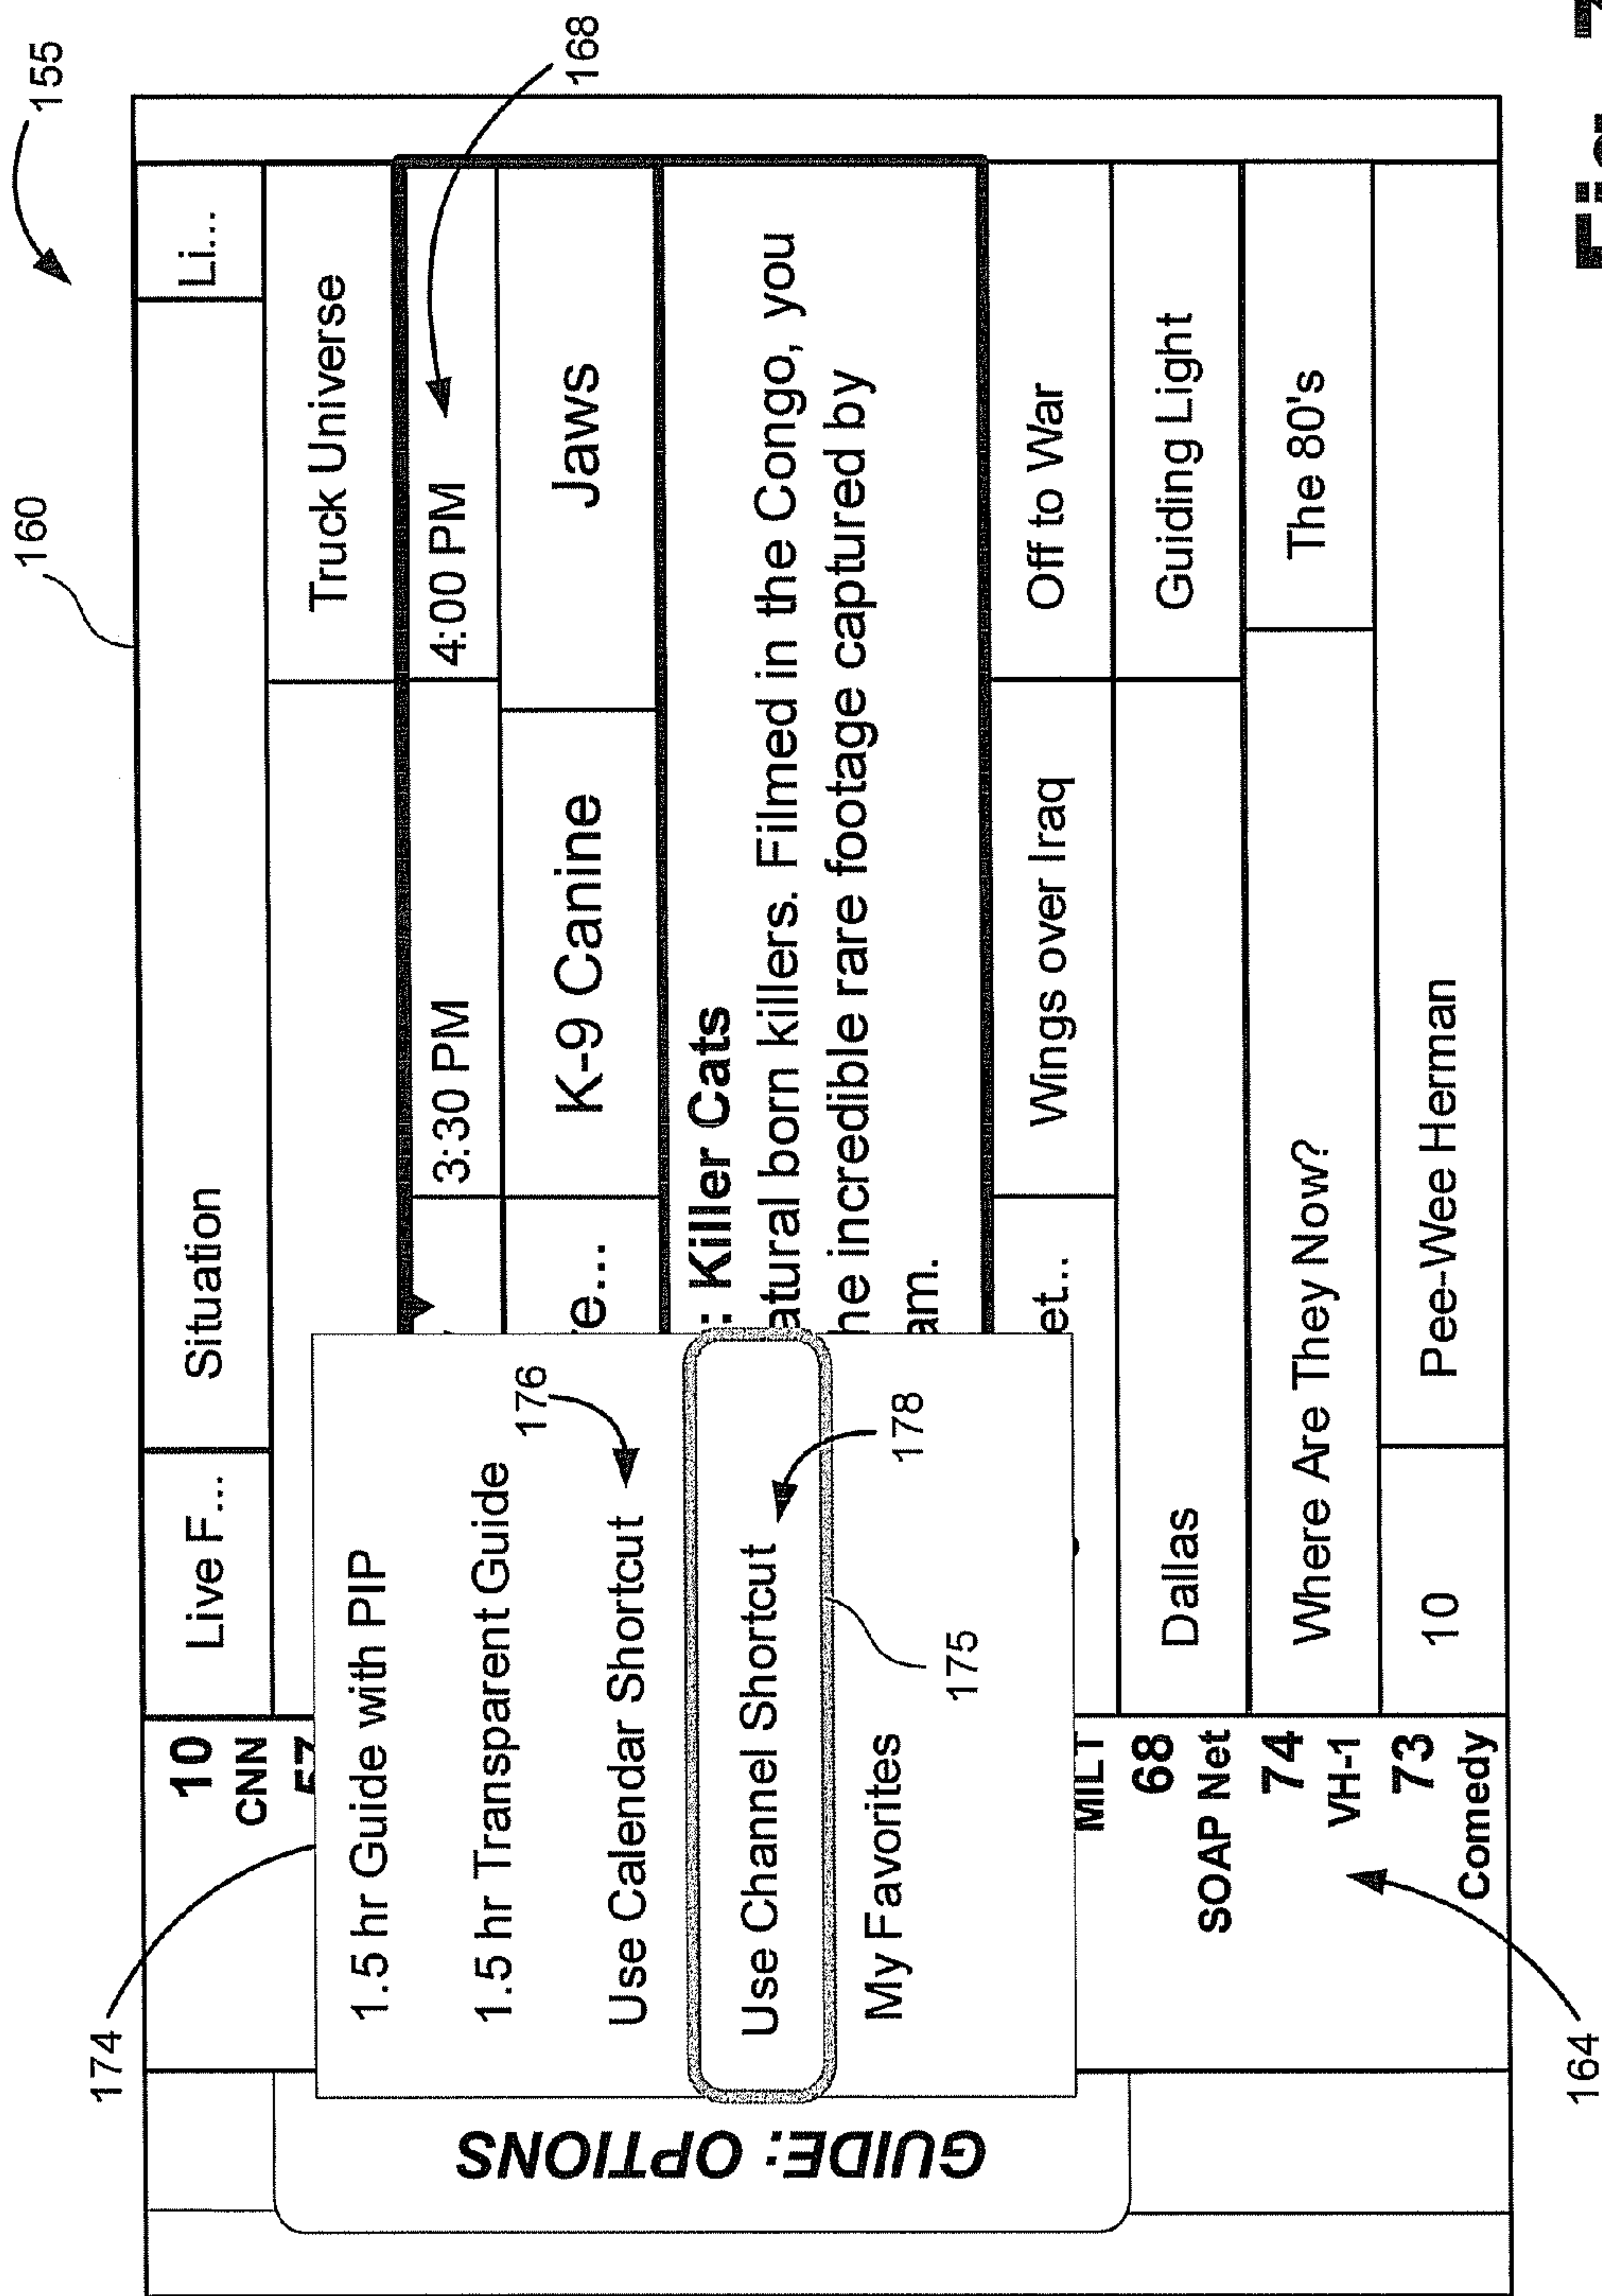 155
160
168
174
10
CNN
Live F...
Situation
Li...
Truck Universe
3:30 PM
4:00 PM
K-9 Canine
Jaws
: Killer Cats
atural born killers. Filmed in the Congo, you
he incredible rare footage captured by
am.
et...
Wings over Iraq
Off to War
GUIDE: OPTIONS
1.5 hr Guide with PIP
1.5 hr Transparent Guide
Use Calendar Shortcut
176
Use Channel Shortcut
178
175
My Favorites
MILT
68
SOAP Net
Dallas
Guiding Light
74
VH-1
Where Are They Now?
The 80's
73
Comedy
10
Pee-Wee Herman
164